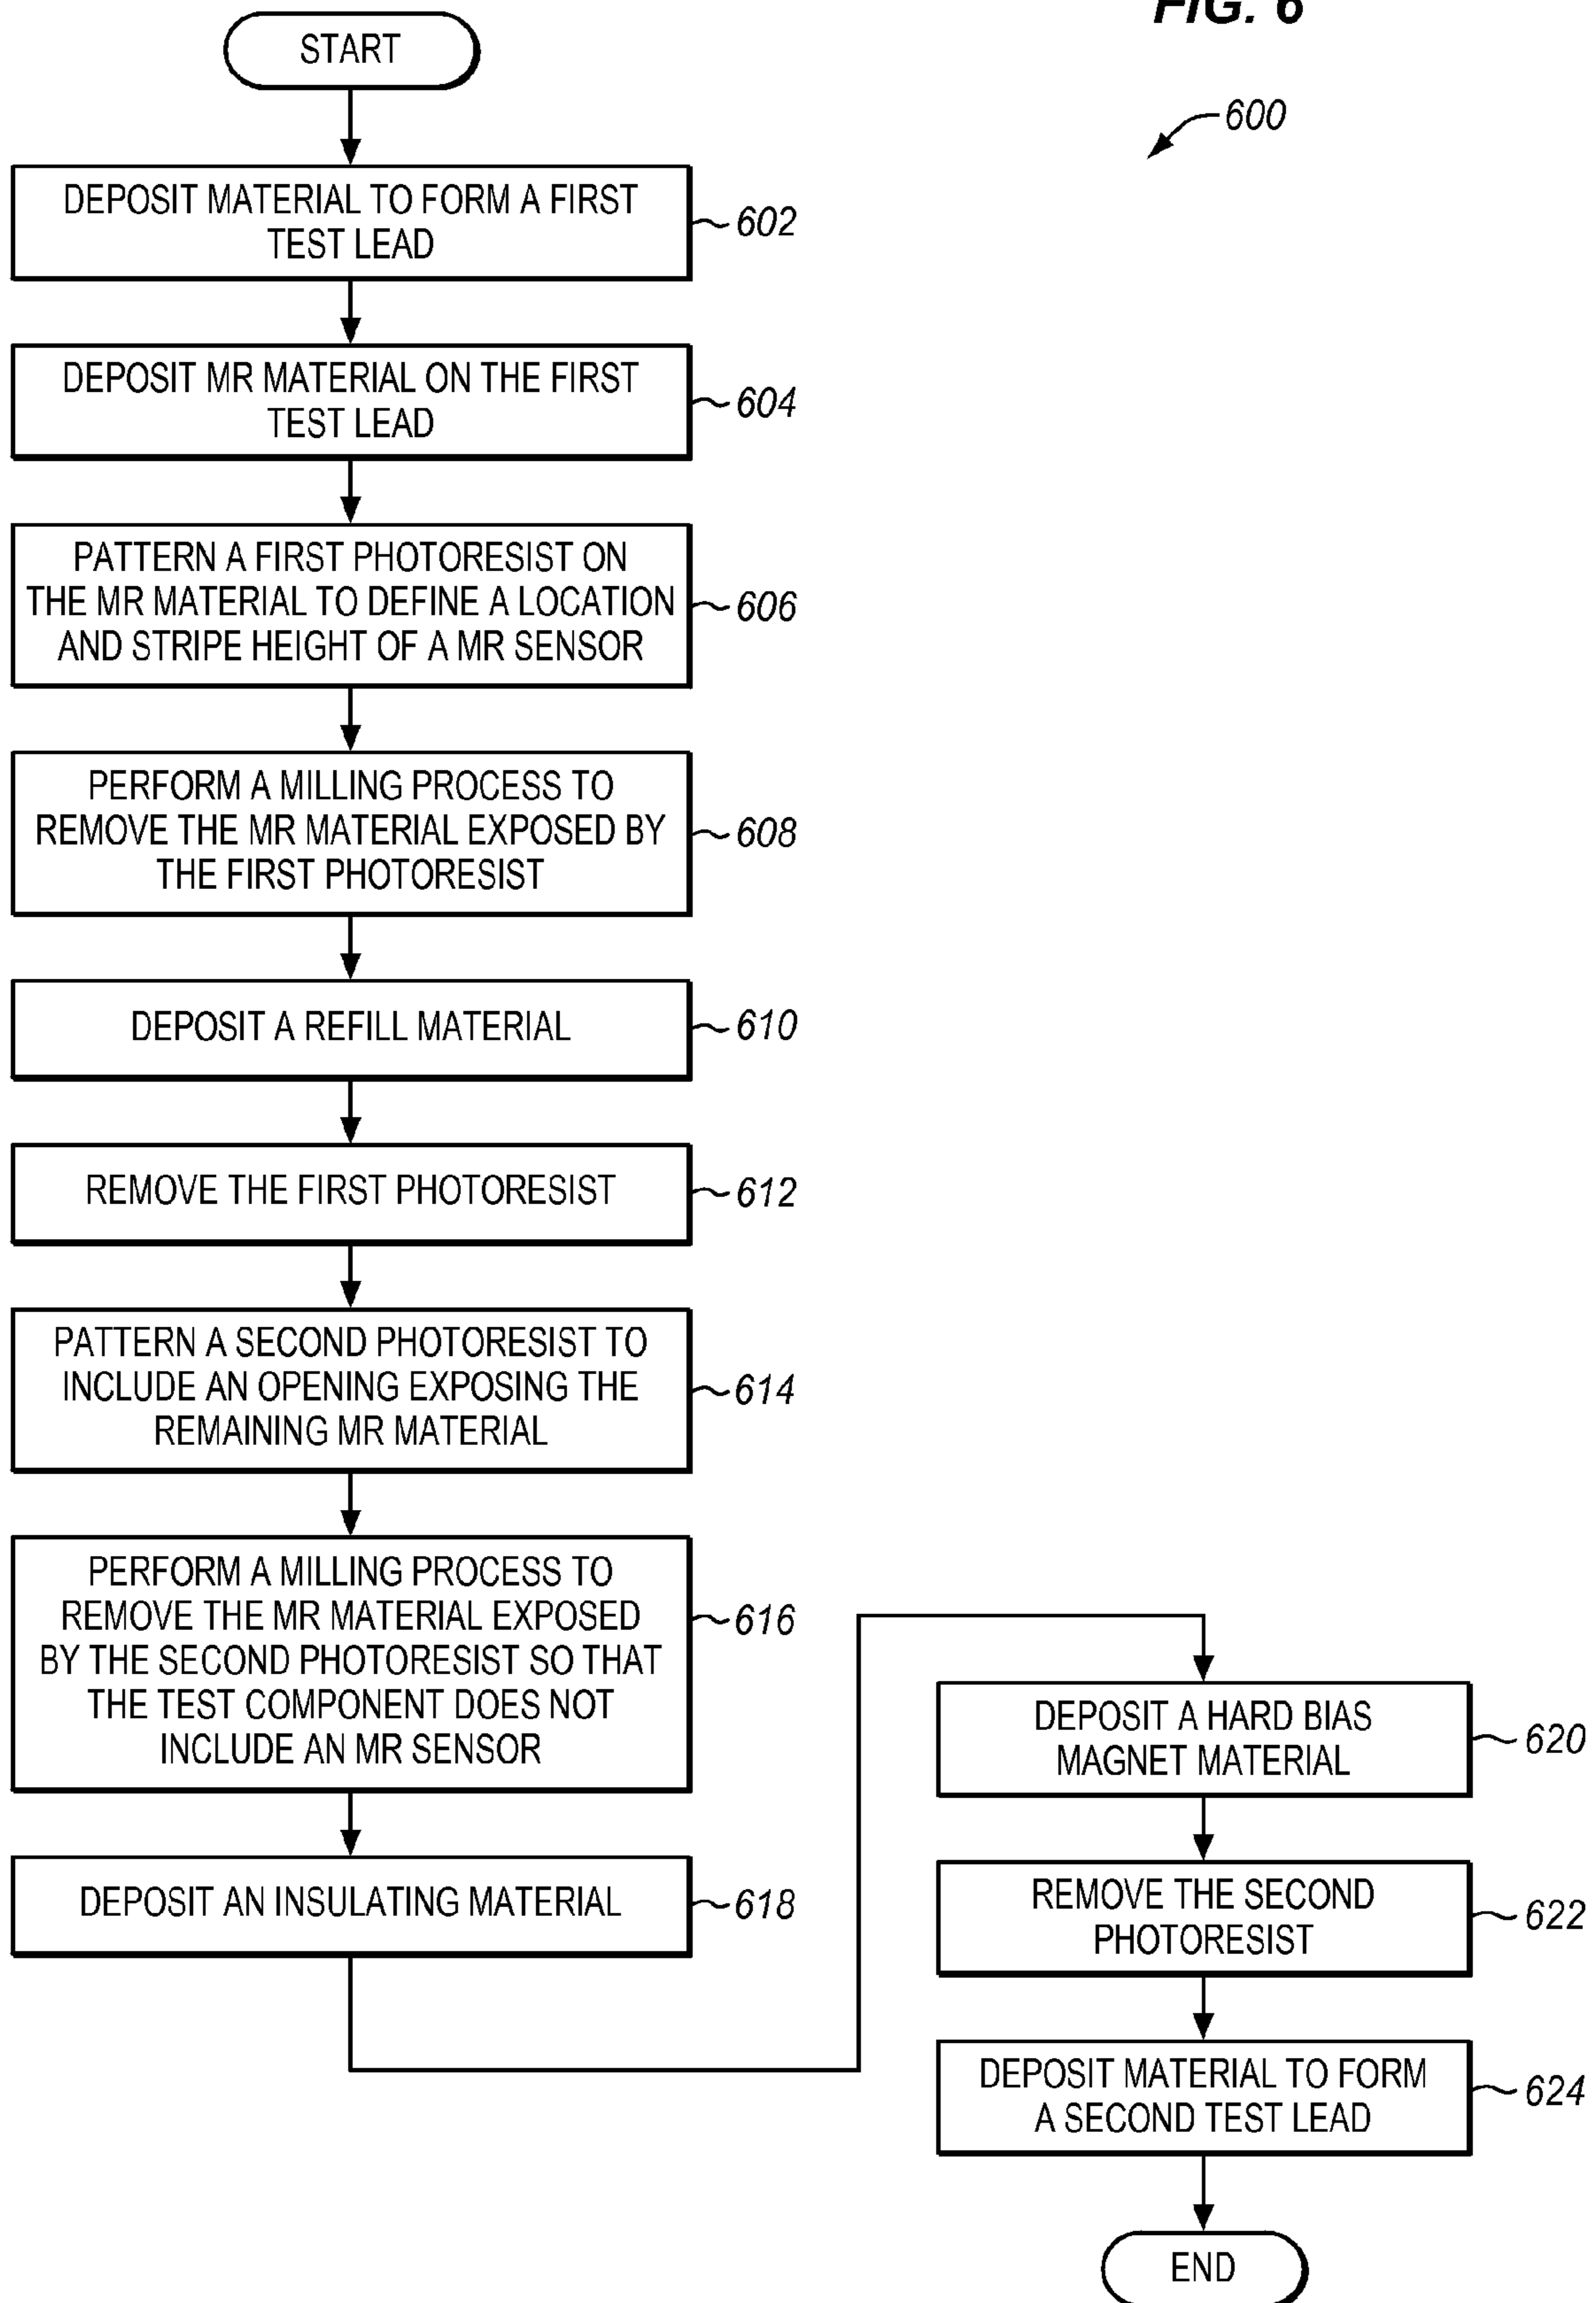 FIG. 6
600
START
DEPOSIT MATERIAL TO FORM A FIRST
TEST LEAD
602
DEPOSIT MR MATERIAL ON THE FIRST
TEST LEAD
604
PATTERN A FIRST PHOTORESIST ON
THE MR MATERIAL TO DEFINE A LOCATION
AND STRIPE HEIGHT OF A MR SENSOR
606
PERFORM A MILLING PROCESS TO
REMOVE THE MR MATERIAL EXPOSED BY
THE FIRST PHOTORESIST
608
DEPOSIT A REFILL MATERIAL
610
REMOVE THE FIRST PHOTORESIST
612
PATTERN A SECOND PHOTORESIST TO
INCLUDE AN OPENING EXPOSING THE
REMAINING MR MATERIAL
614
PERFORM A MILLING PROCESS TO
REMOVE THE MR MATERIAL EXPOSED
BY THE SECOND PHOTORESIST SO THAT
THE TEST COMPONENT DOES NOT
INCLUDE AN MR SENSOR
616
DEPOSIT AN INSULATING MATERIAL
618
DEPOSIT A HARD BIAS
MAGNET MATERIAL
620
REMOVE THE SECOND
PHOTORESIST
622
DEPOSIT MATERIAL TO FORM
A SECOND TEST LEAD
624
END